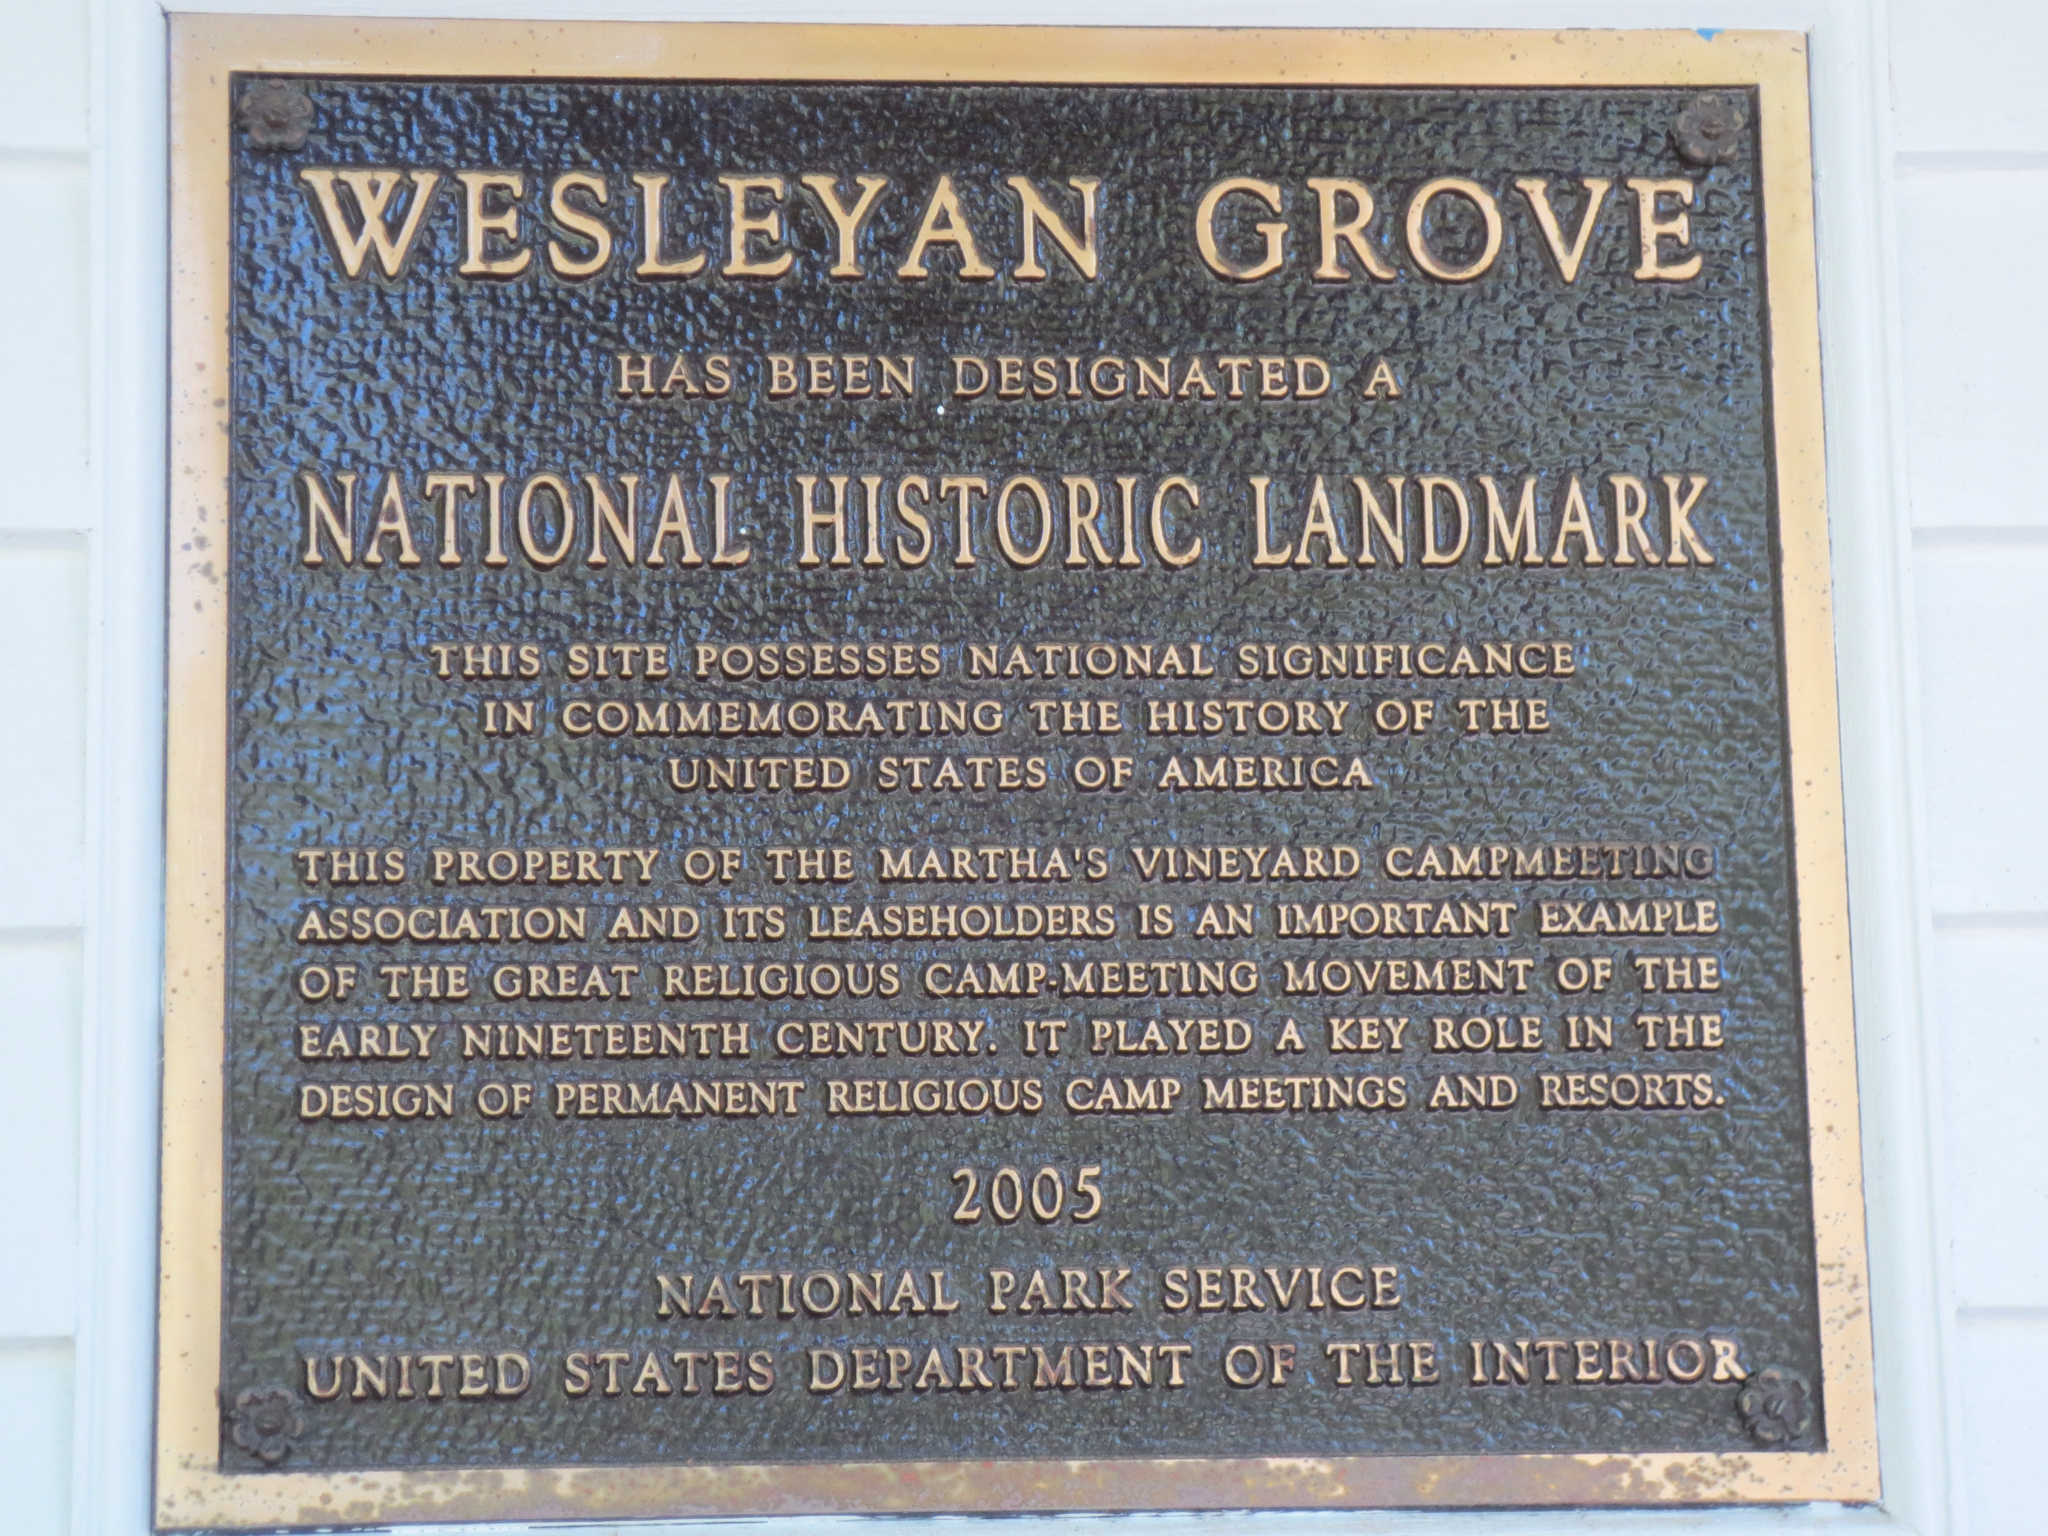 WESLEYAN GROVE
HAS BEEN DESIGNATED A
NATIONAL HISTORIC LANDMARK
THIS SITE POSSESSES NATIONAL SIGNIFICANCE
IN COMMEMORATING THE HISTORY OF THE
UNITED STATES OF AMERICA
THIS PROPERTY OF THE MARTHA'S VINEYARD CAMPMEETING
ASSOCIATION AND ITS LEASEHOLDERS IS AN IMPORTANT EXAMPLE
OF THE GREAT RELIGIOUS CAMP-MEETING MOVEMENT OF THE
EARLY NINETEENTH CENTURY. IT PLAYED A KEY ROLE IN THE
DESIGN OF PERMANENT RELIGIOUS CAMP MEETINGS AND RESORTS.
2005
NATIONAL PARK SERVICE
UNITED STATES DEPARTMENT OF THE INTERIOR